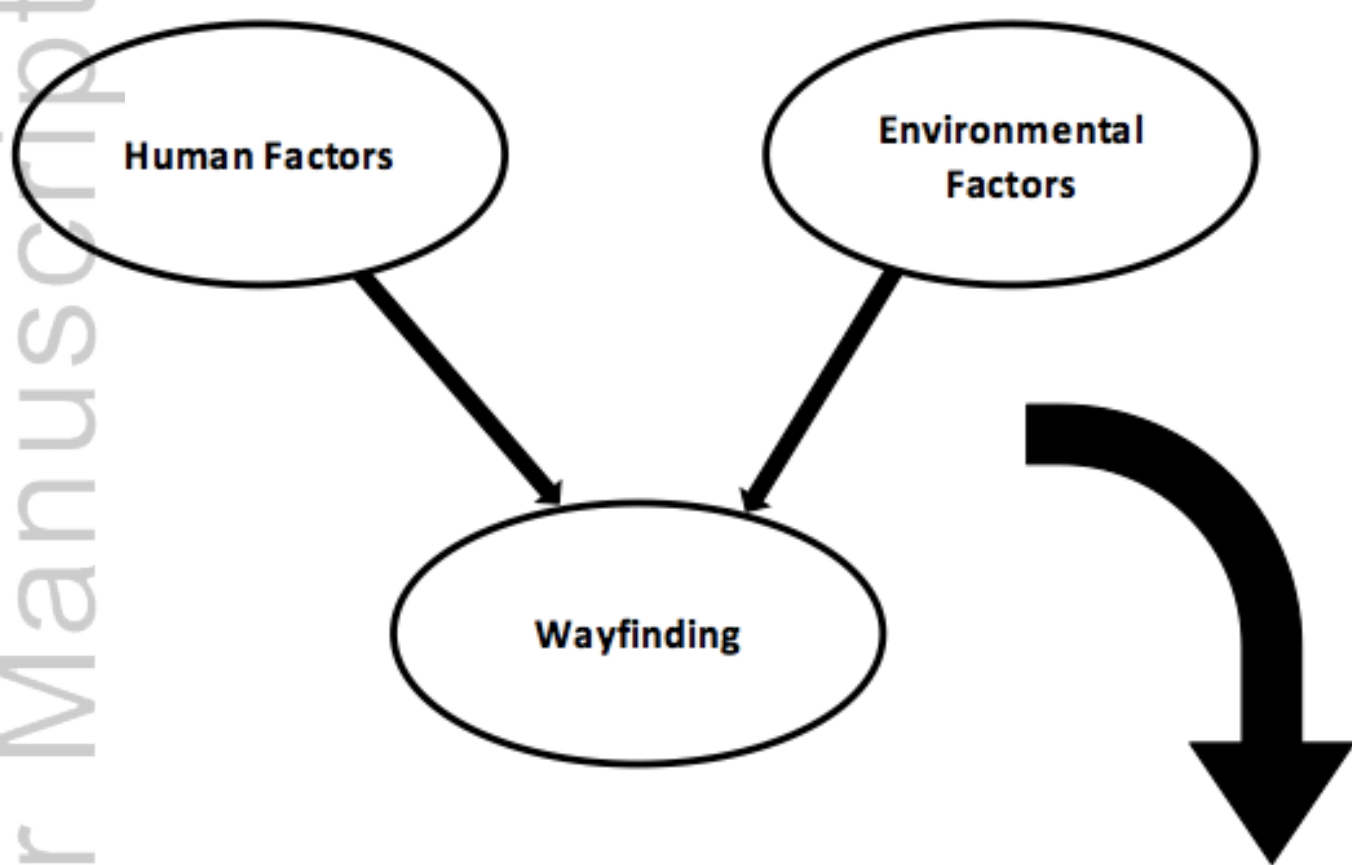 r Manuscript
Human Factors
Environmental
Factors
Wayfinding